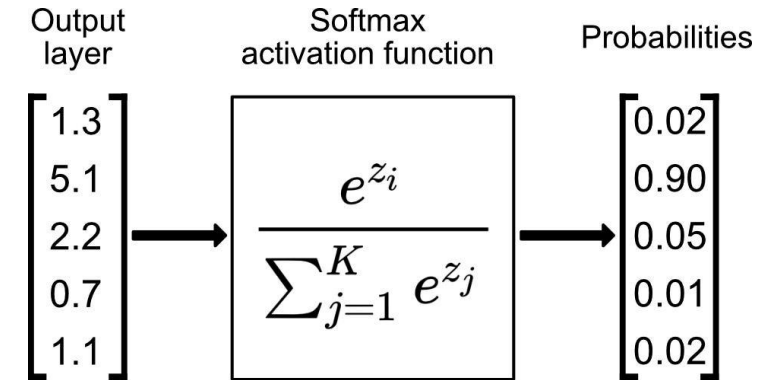 Output
layer
Softmax
activation function
Probabilities
1.3
5.1
2.2
0.7
1.1
e^{z_i}
∑_{j=1}^{K} e^{z_j}
0.02
0.90
0.05
0.01
0.02